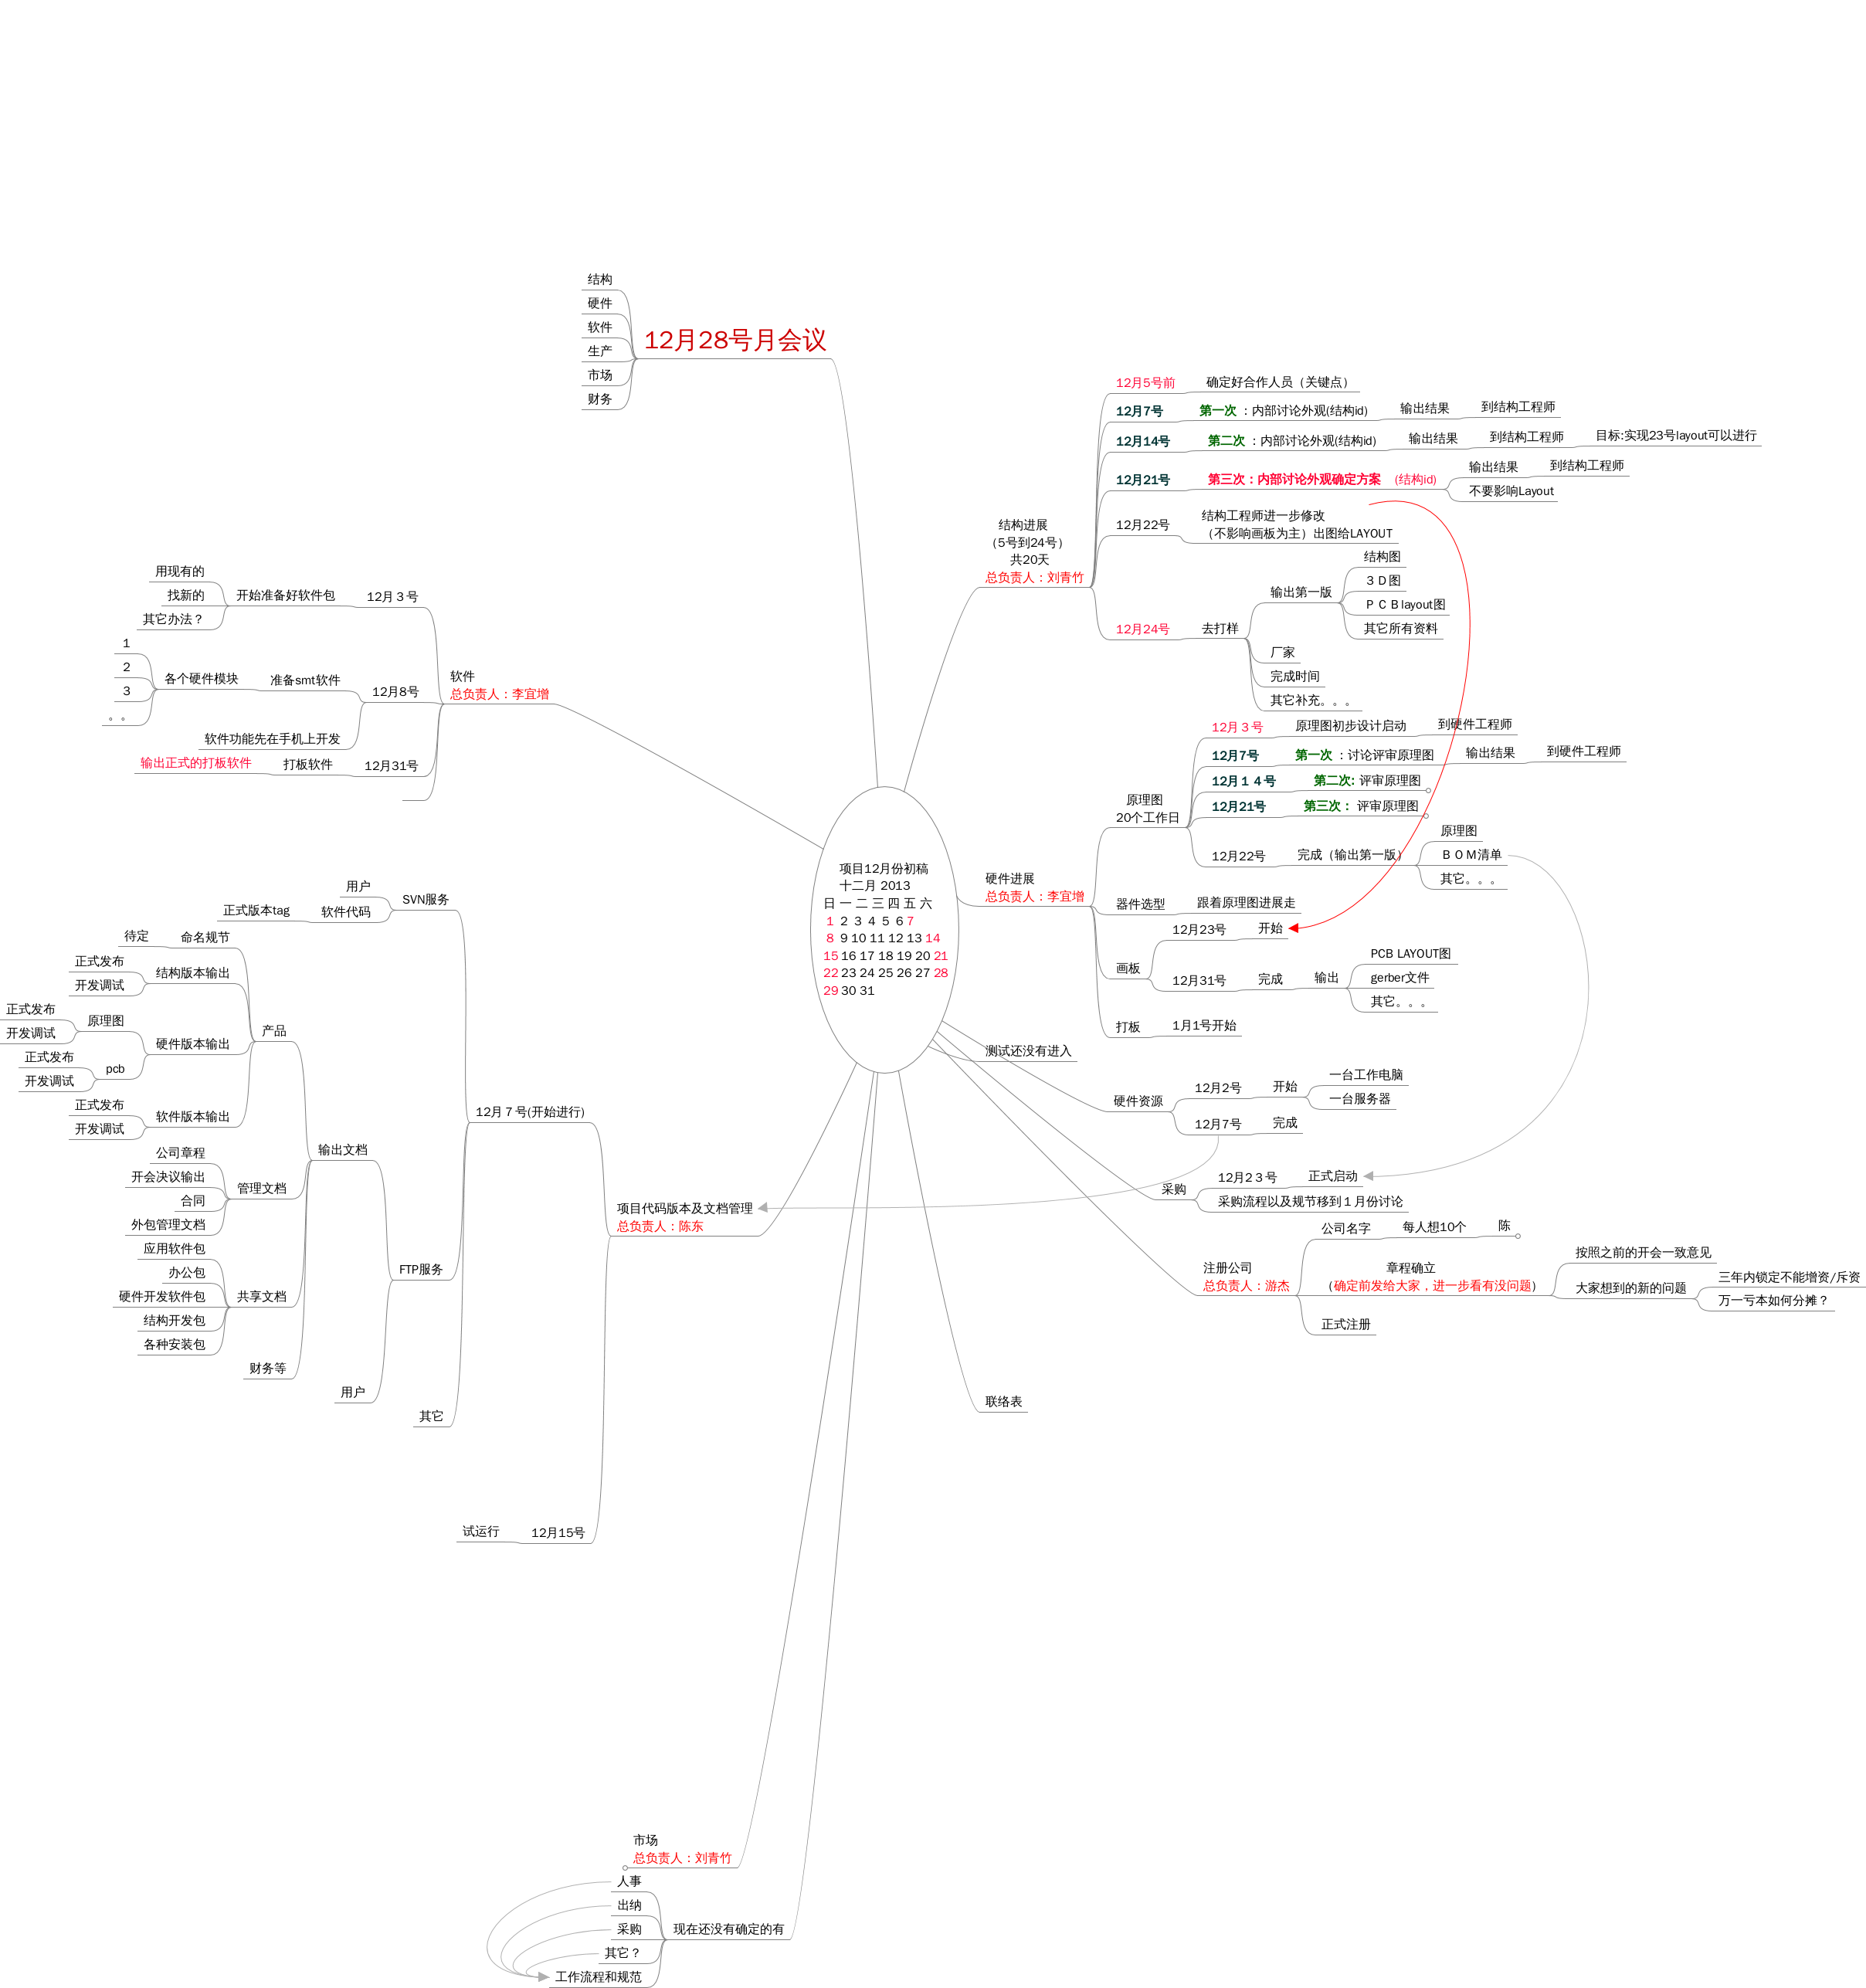 项目12月份初稿
十二月 2013
日 一 二 三 四 五 六
1 2 3 4 5 6 7
8 9 10 11 12 13 14
15 16 17 18 19 20 21
22 23 24 25 26 27 28
29 30 31
12月28号月会议
结构
硬件
软件
生产
市场
财务
结构进展
（5号到24号）
共20天
总负责人：刘青竹
12月5号前
确定好合作人员（关键点）
12月7号
第一次 ：内部讨论外观(结构id)
输出结果
到结构工程师
12月14号
第二次 ：内部讨论外观(结构id)
输出结果
到结构工程师
目标:实现23号layout可以进行
12月21号
第三次：内部讨论外观确定方案 (结构id)
输出结果
到结构工程师
不要影响Layout
12月22号
结构工程师进一步修改
（不影响画板为主）出图给LAYOUT
12月24号
去打样
输出第一版
结构图
３Ｄ图
ＰＣＢlayout图
其它所有资料
厂家
完成时间
其它补充。。。
硬件进展
总负责人：李宜增
原理图
20个工作日
12月３号
原理图初步设计启动
到硬件工程师
12月7号
第一次 ：讨论评审原理图
输出结果
到硬件工程师
12月１４号
第二次: 评审原理图
12月21号
第三次： 评审原理图
12月22号
完成（输出第一版）
原理图
ＢＯＭ清单
其它。。。
器件选型
跟着原理图进展走
画板
12月23号
开始
12月31号
完成
输出
PCB LAYOUT图
gerber文件
其它。。。
打板
1月1号开始
测试还没有进入
硬件资源
12月2号
开始
一台工作电脑
一台服务器
12月7号
完成
采购
12月2３号
正式启动
采购流程以及规节移到１月份讨论
注册公司
总负责人：游杰
公司名字
每人想10个
陈
章程确立
（确定前发给大家，进一步看有没问题）
按照之前的开会一致意见
大家想到的新的问题
三年内锁定不能增资/斥资
万一亏本如何分摊？
正式注册
联络表
软件
总负责人：李宜增
12月３号
开始准备好软件包
用现有的
找新的
其它办法？
12月8号
准备smt软件
各个硬件模块
１
２
３
。。
软件功能先在手机上开发
12月31号
打板软件
输出正式的打板软件
项目代码版本及文档管理
总负责人：陈东
12月７号(开始进行)
SVN服务
用户
软件代码
正式版本tag
FTP服务
输出文档
产品
命名规节
待定
结构版本输出
正式发布
开发调试
硬件版本输出
原理图
正式发布
开发调试
pcb
正式发布
开发调试
软件版本输出
正式发布
开发调试
管理文档
公司章程
开会决议输出
合同
外包管理文档
共享文档
应用软件包
办公包
硬件开发软件包
结构开发包
各种安装包
财务等
用户
其它
12月15号
试运行
市场
总负责人：刘青竹
现在还没有确定的有
人事
出纳
采购
其它？
工作流程和规范